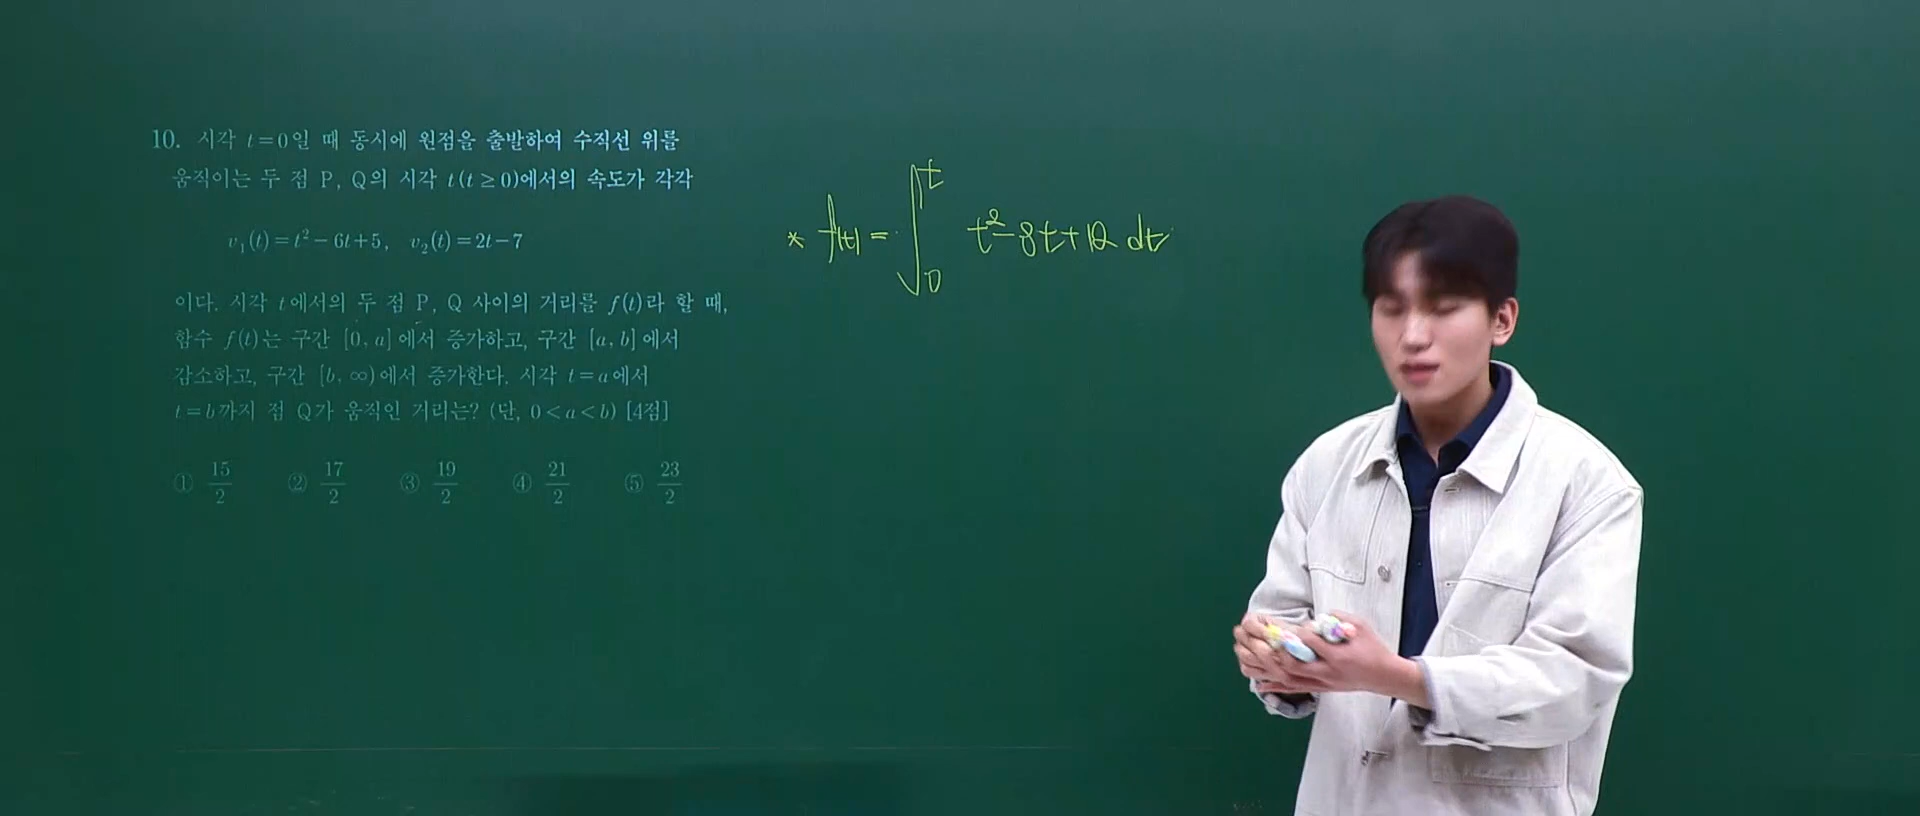 10. 시각 t=0일 때 동시에 원점을 출발하여 수직선 위를
움직이는 두 점 P, Q의 시각 t(t≥0)에서의 속도가 각각
v₁(t)=t²-6t+5, v₂(t)=2t-7
이다. 시각 t에서의 두 점 P, Q 사이의 거리를 f(t)라 할 때,
함수 f(t)는 구간 [0, a]에서 증가하고, 구간 [a, b]에서
감소하고, 구간 [b, ∞)에서 증가한다. 시각 t=a에서
t=b까지 점 Q가 움직인 거리는? (단, 0<a<b) [4점]
① 15/2 ② 17/2 ③ 19/2 ④ 21/2 ⑤ 23/2
* f(t) = ∫₀ᵗ t²-8t+12 dt